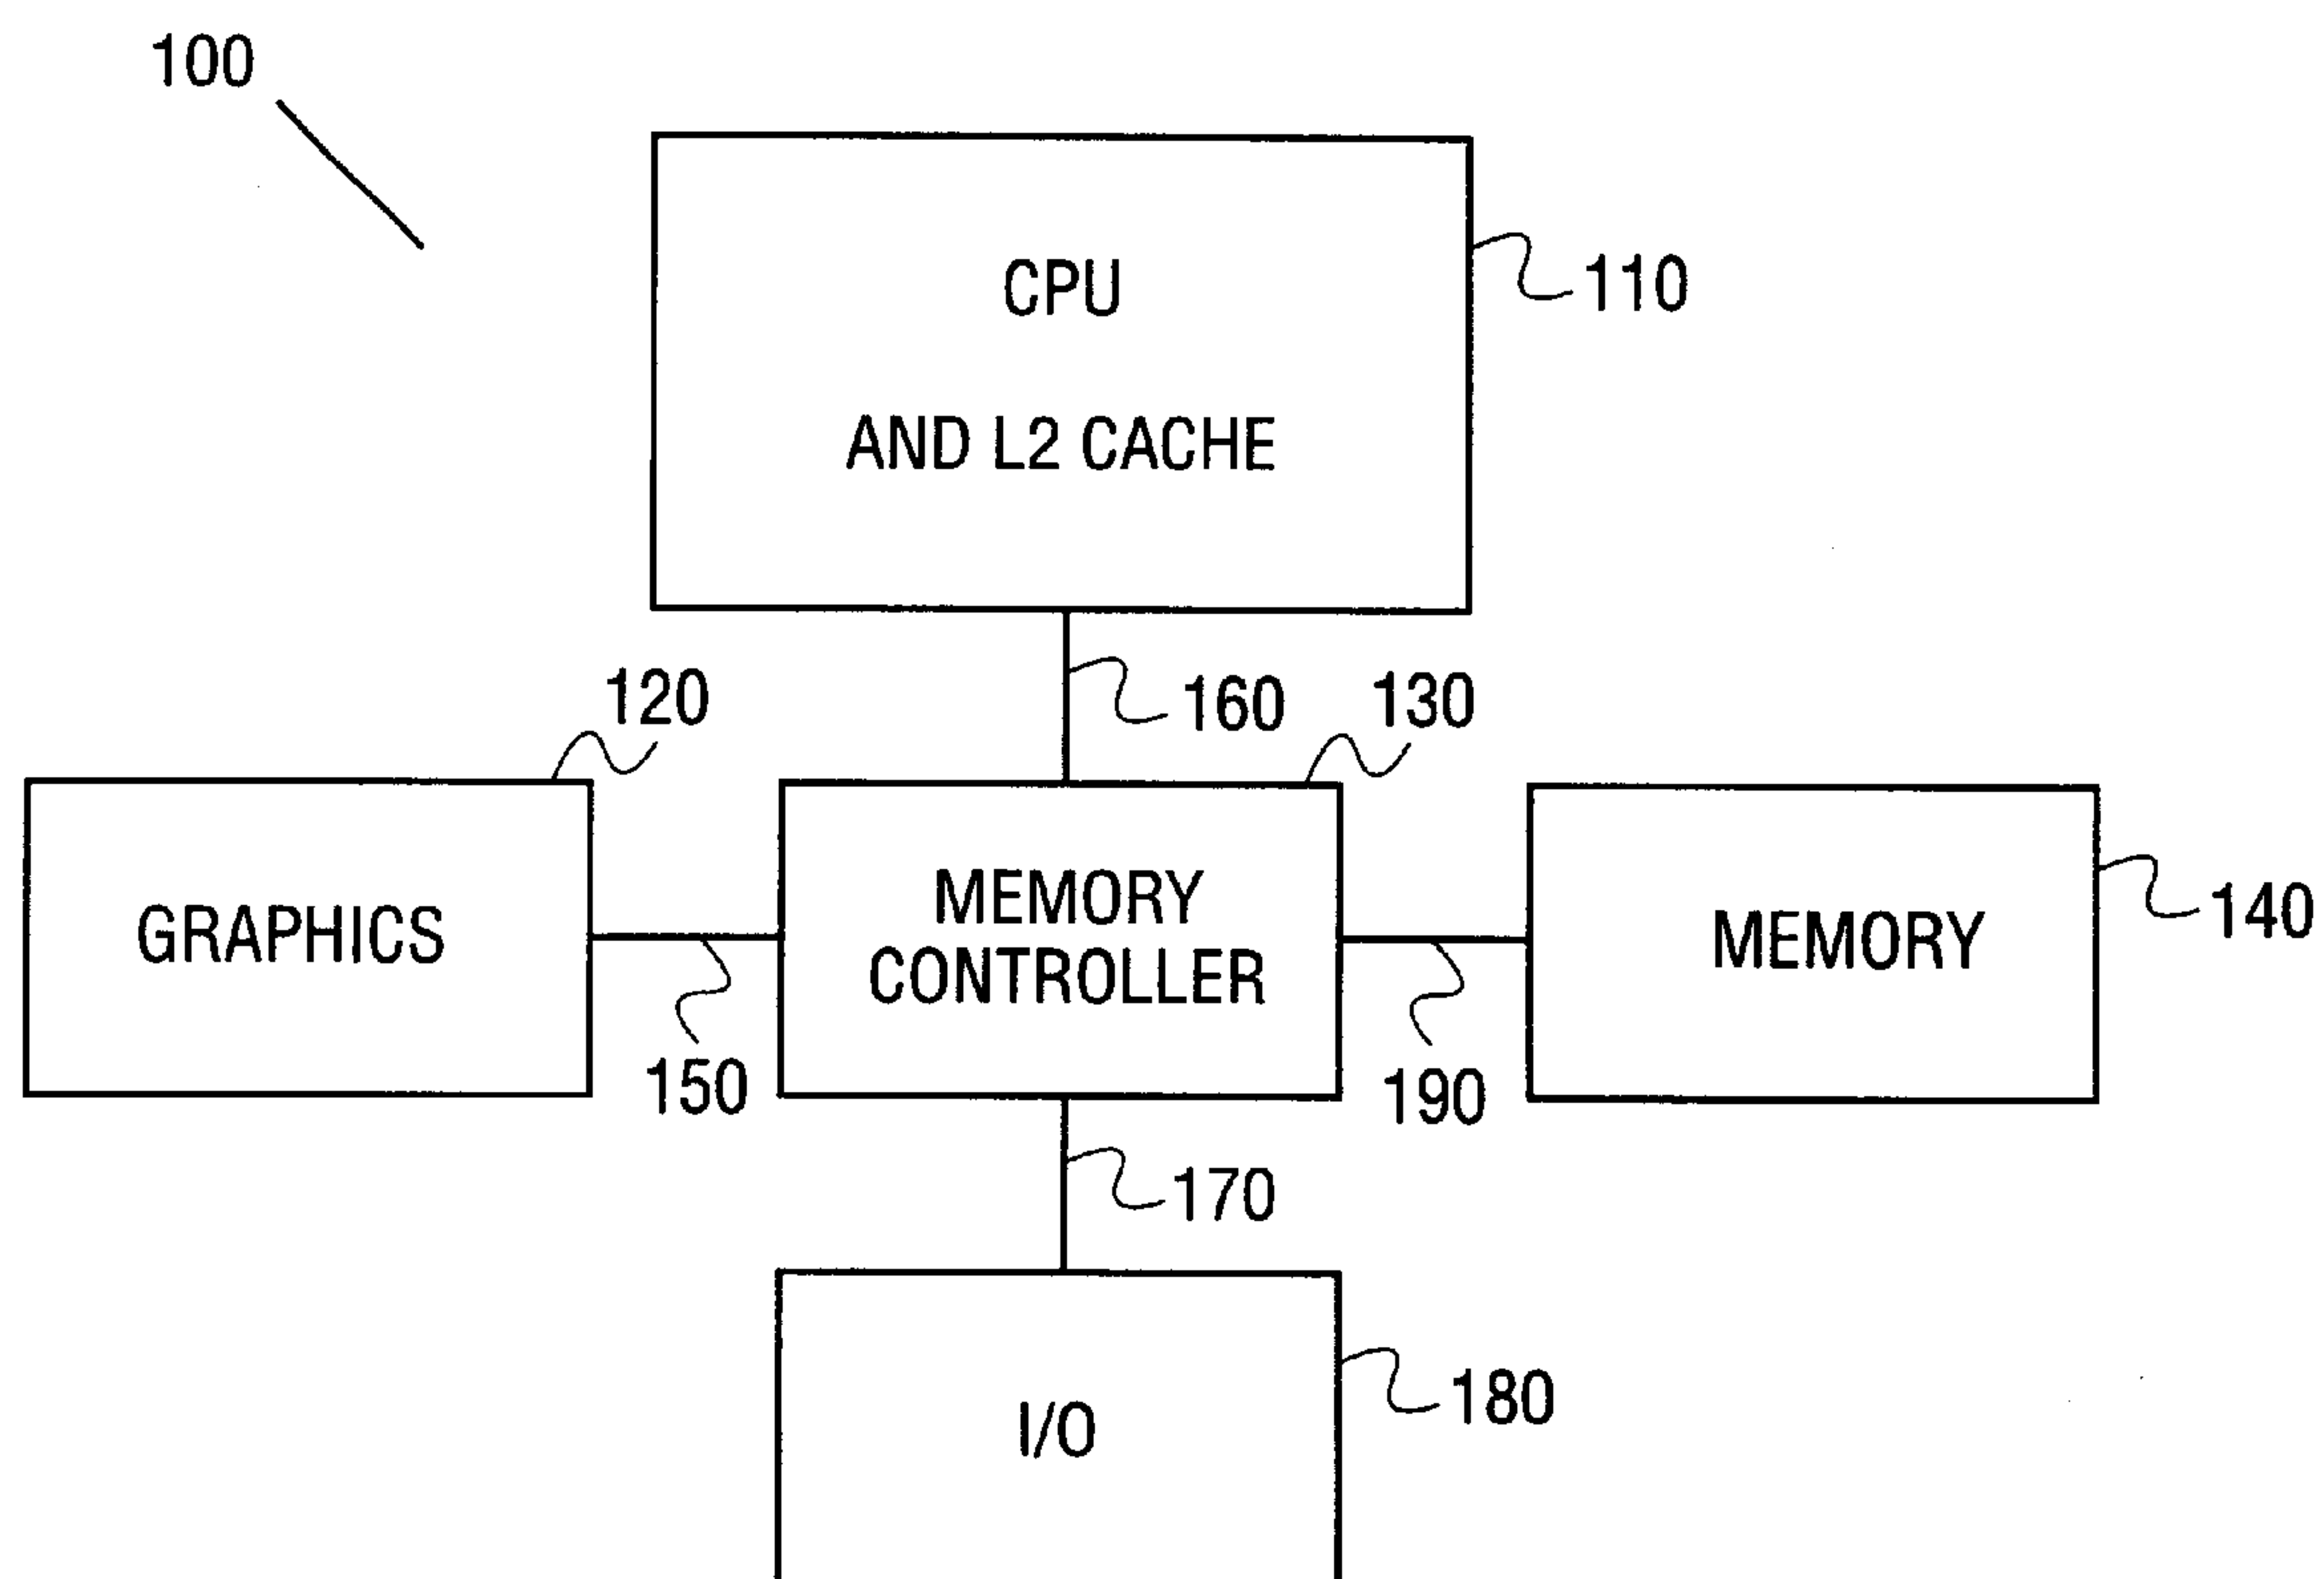 100
CPU
AND L2 CACHE
110
120
160
130
GRAPHICS
MEMORY
CONTROLLER
MEMORY
140
150
190
170
I/O
180